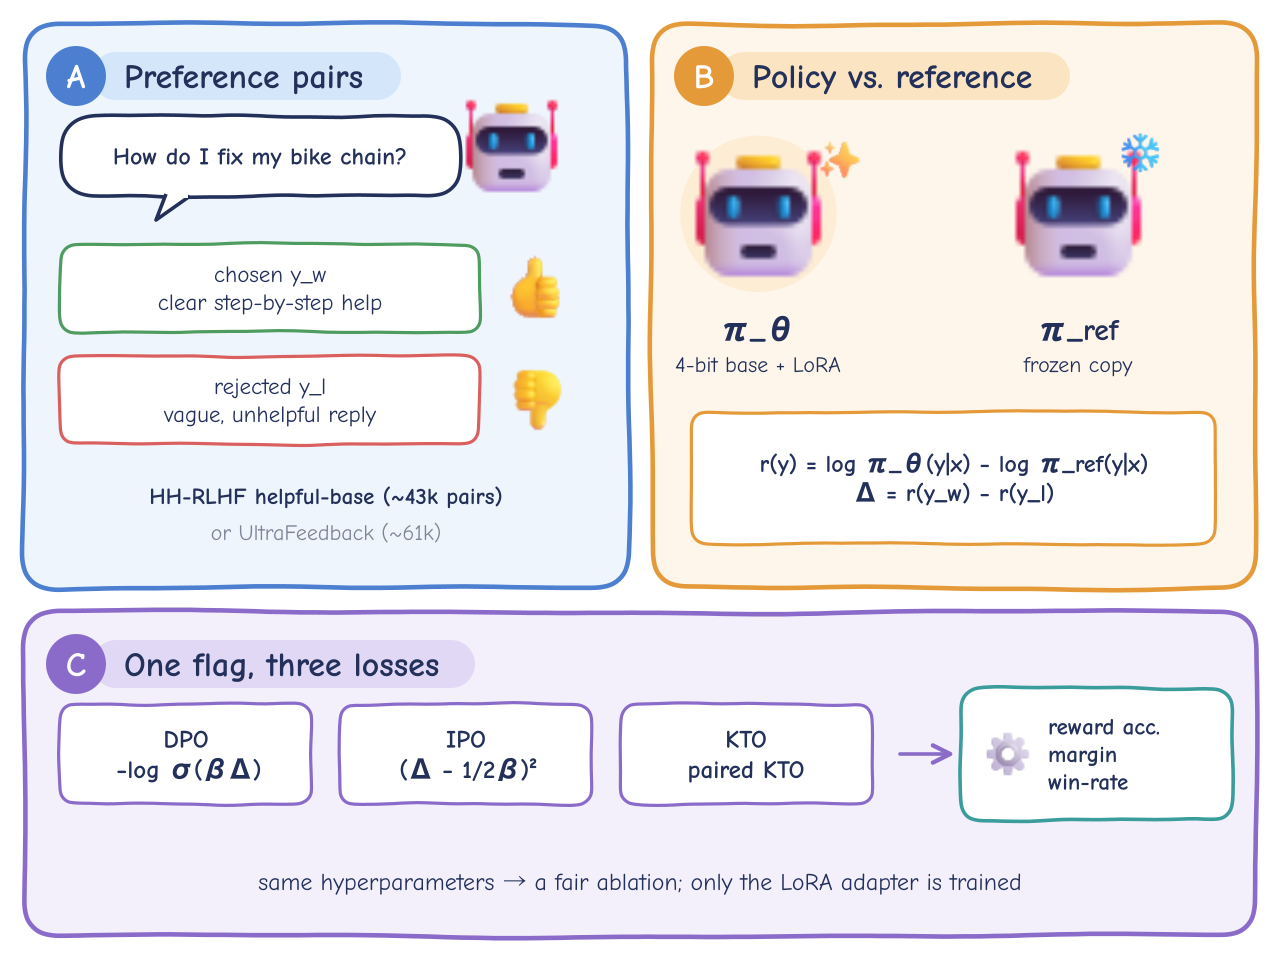 A
Preference pairs
How do I fix my bike chain?
chosen y_w
clear step-by-step help
rejected y_l
vague, unhelpful reply
HH-RLHF helpful-base (~43k pairs)
or UltraFeedback (~61k)
B
Policy vs. reference
π_θ
4-bit base + LoRA
π_ref
frozen copy
r(y) = log π_θ(y|x) - log π_ref(y|x)
Δ = r(y_w) - r(y_l)
C
One flag, three losses
DPO
-log σ(βΔ)
IPO
(Δ - 1/2β)²
KTO
paired KTO
reward acc.
margin
win-rate
same hyperparameters → a fair ablation; only the LoRA adapter is trained